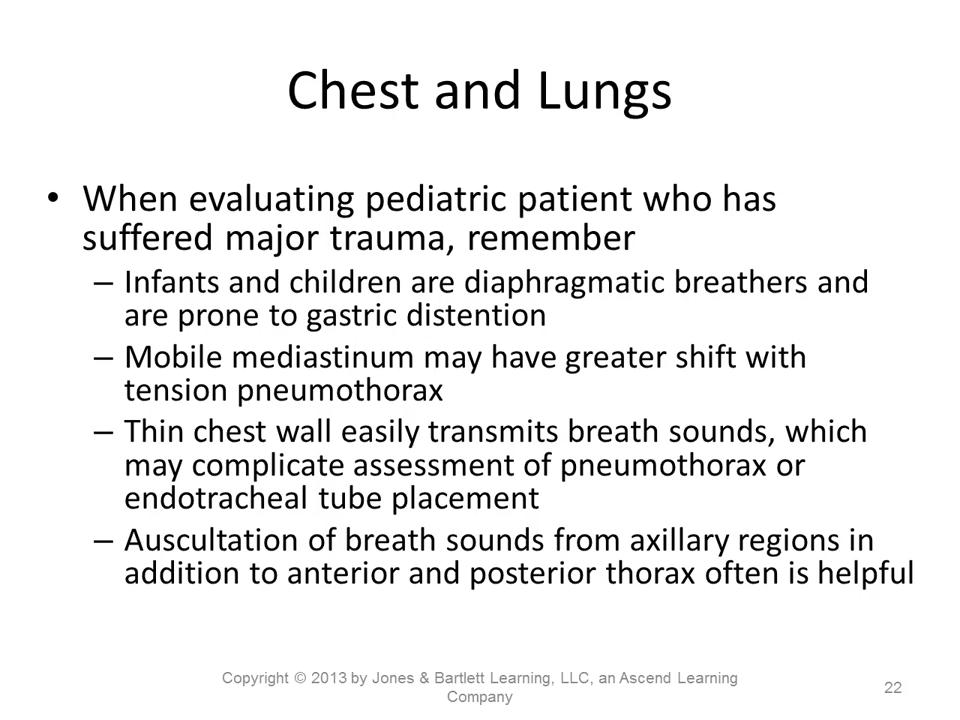 Chest and Lungs
• When evaluating pediatric patient who has
suffered major trauma, remember
– Infants and children are diaphragmatic breathers and
are prone to gastric distention
– Mobile mediastinum may have greater shift with
tension pneumothorax
– Thin chest wall easily transmits breath sounds, which
may complicate assessment of pneumothorax or
endotracheal tube placement
– Auscultation of breath sounds from axillary regions in
addition to anterior and posterior thorax often is helpful
Copyright © 2013 by Jones & Bartlett Learning, LLC, an Ascend Learning
Company
22